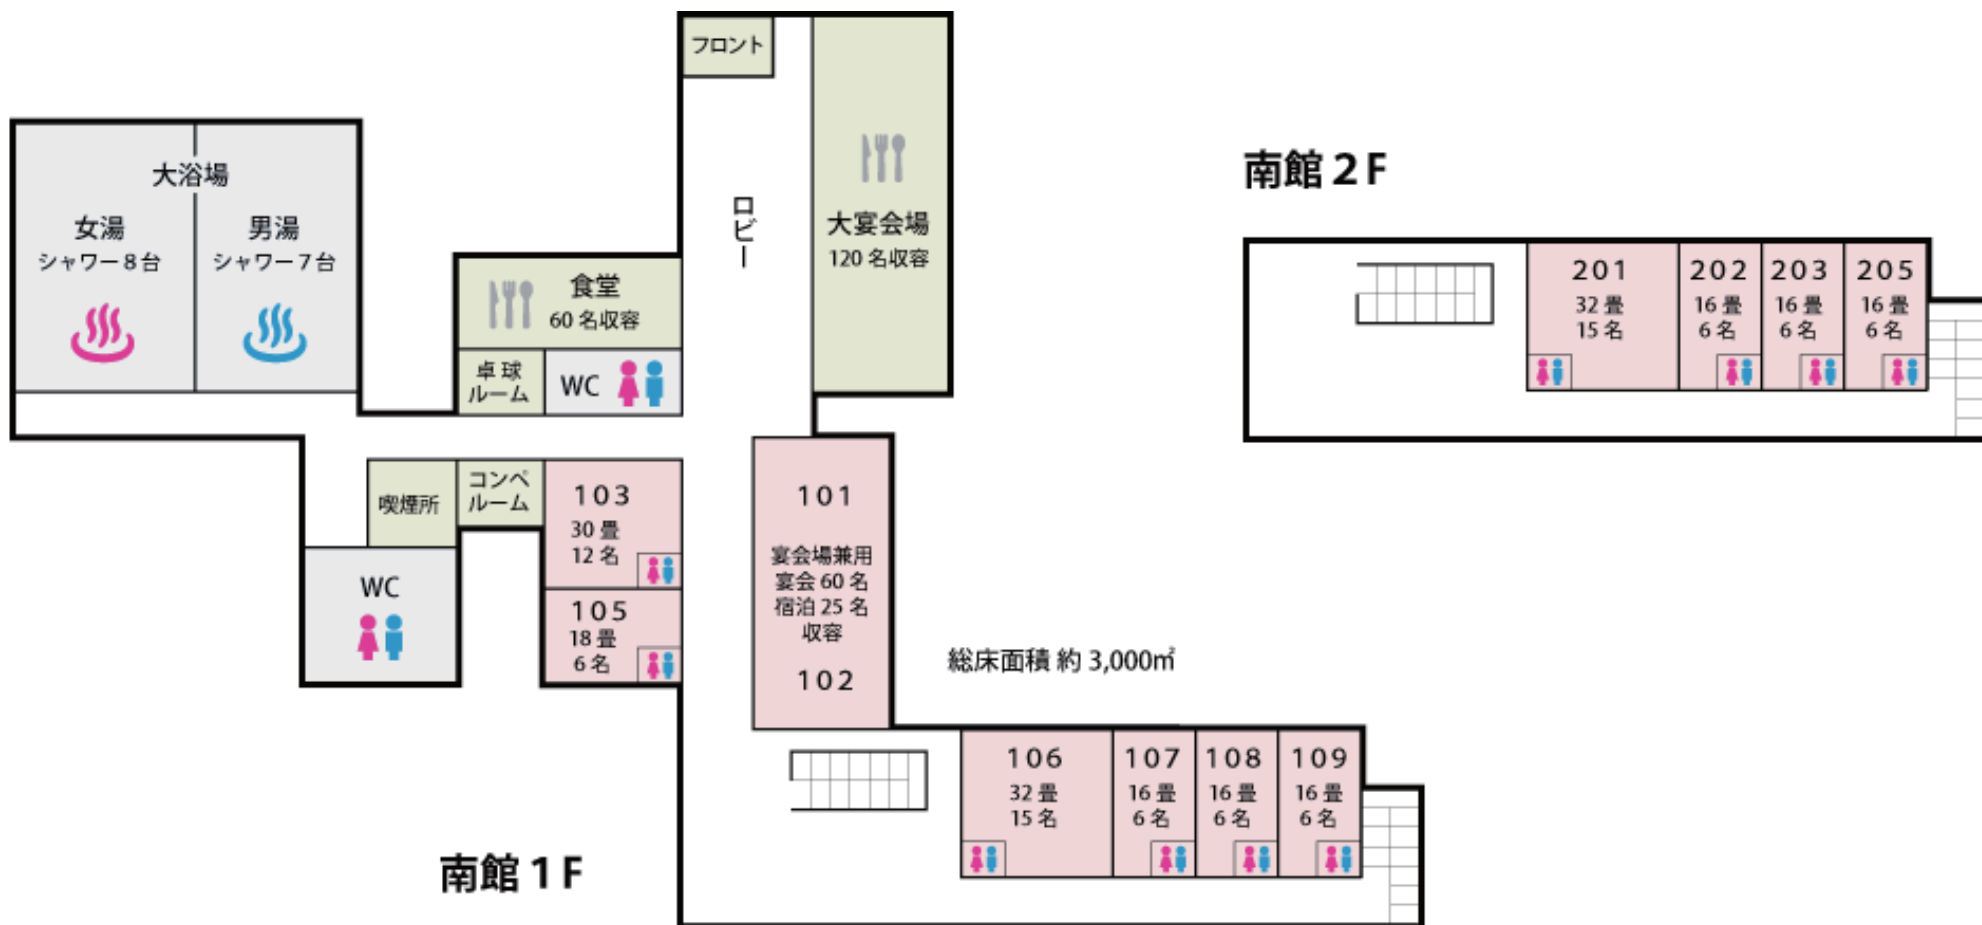 フロント
大浴場
女湯
シャワー8台
男湯
シャワー7台
ロビー
大宴会場
120名収容
食堂
60名収容
卓球
ルーム
WC
喫煙所
コンペ
ルーム
WC
103
30畳
12名
105
18畳
6名
101
宴会場兼用
宴会60名
宿泊25名
収容
102
総床面積 約3,000㎡
106
32畳
15名
107
16畳
6名
108
16畳
6名
109
16畳
6名
南館1F
南館2F
201
32畳
15名
202
16畳
6名
203
16畳
6名
205
16畳
6名